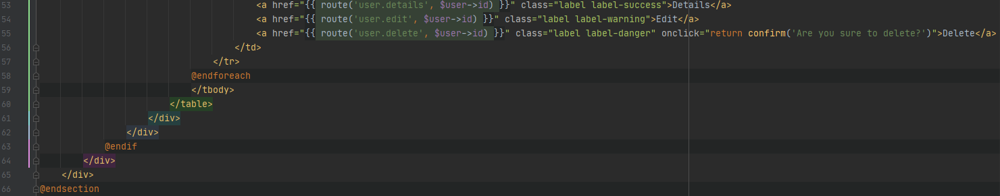 53 <a href="{{ route('user.details', $user->id) }}" class="label label-success">Details</a>
54 <a href="{{ route('user.edit', $user->id) }}" class="label label-warning">Edit</a>
55 <a href="{{ route('user.delete', $user->id) }}" class="label label-danger" onclick="return confirm('Are you sure to delete?')">Delete</a>
56 </td>
57 </tr>
58 @endforeach
59 </tbody>
60 </table>
61 </div>
62 </div>
63 @endif
64 </div>
65 </div>
66 @endsection